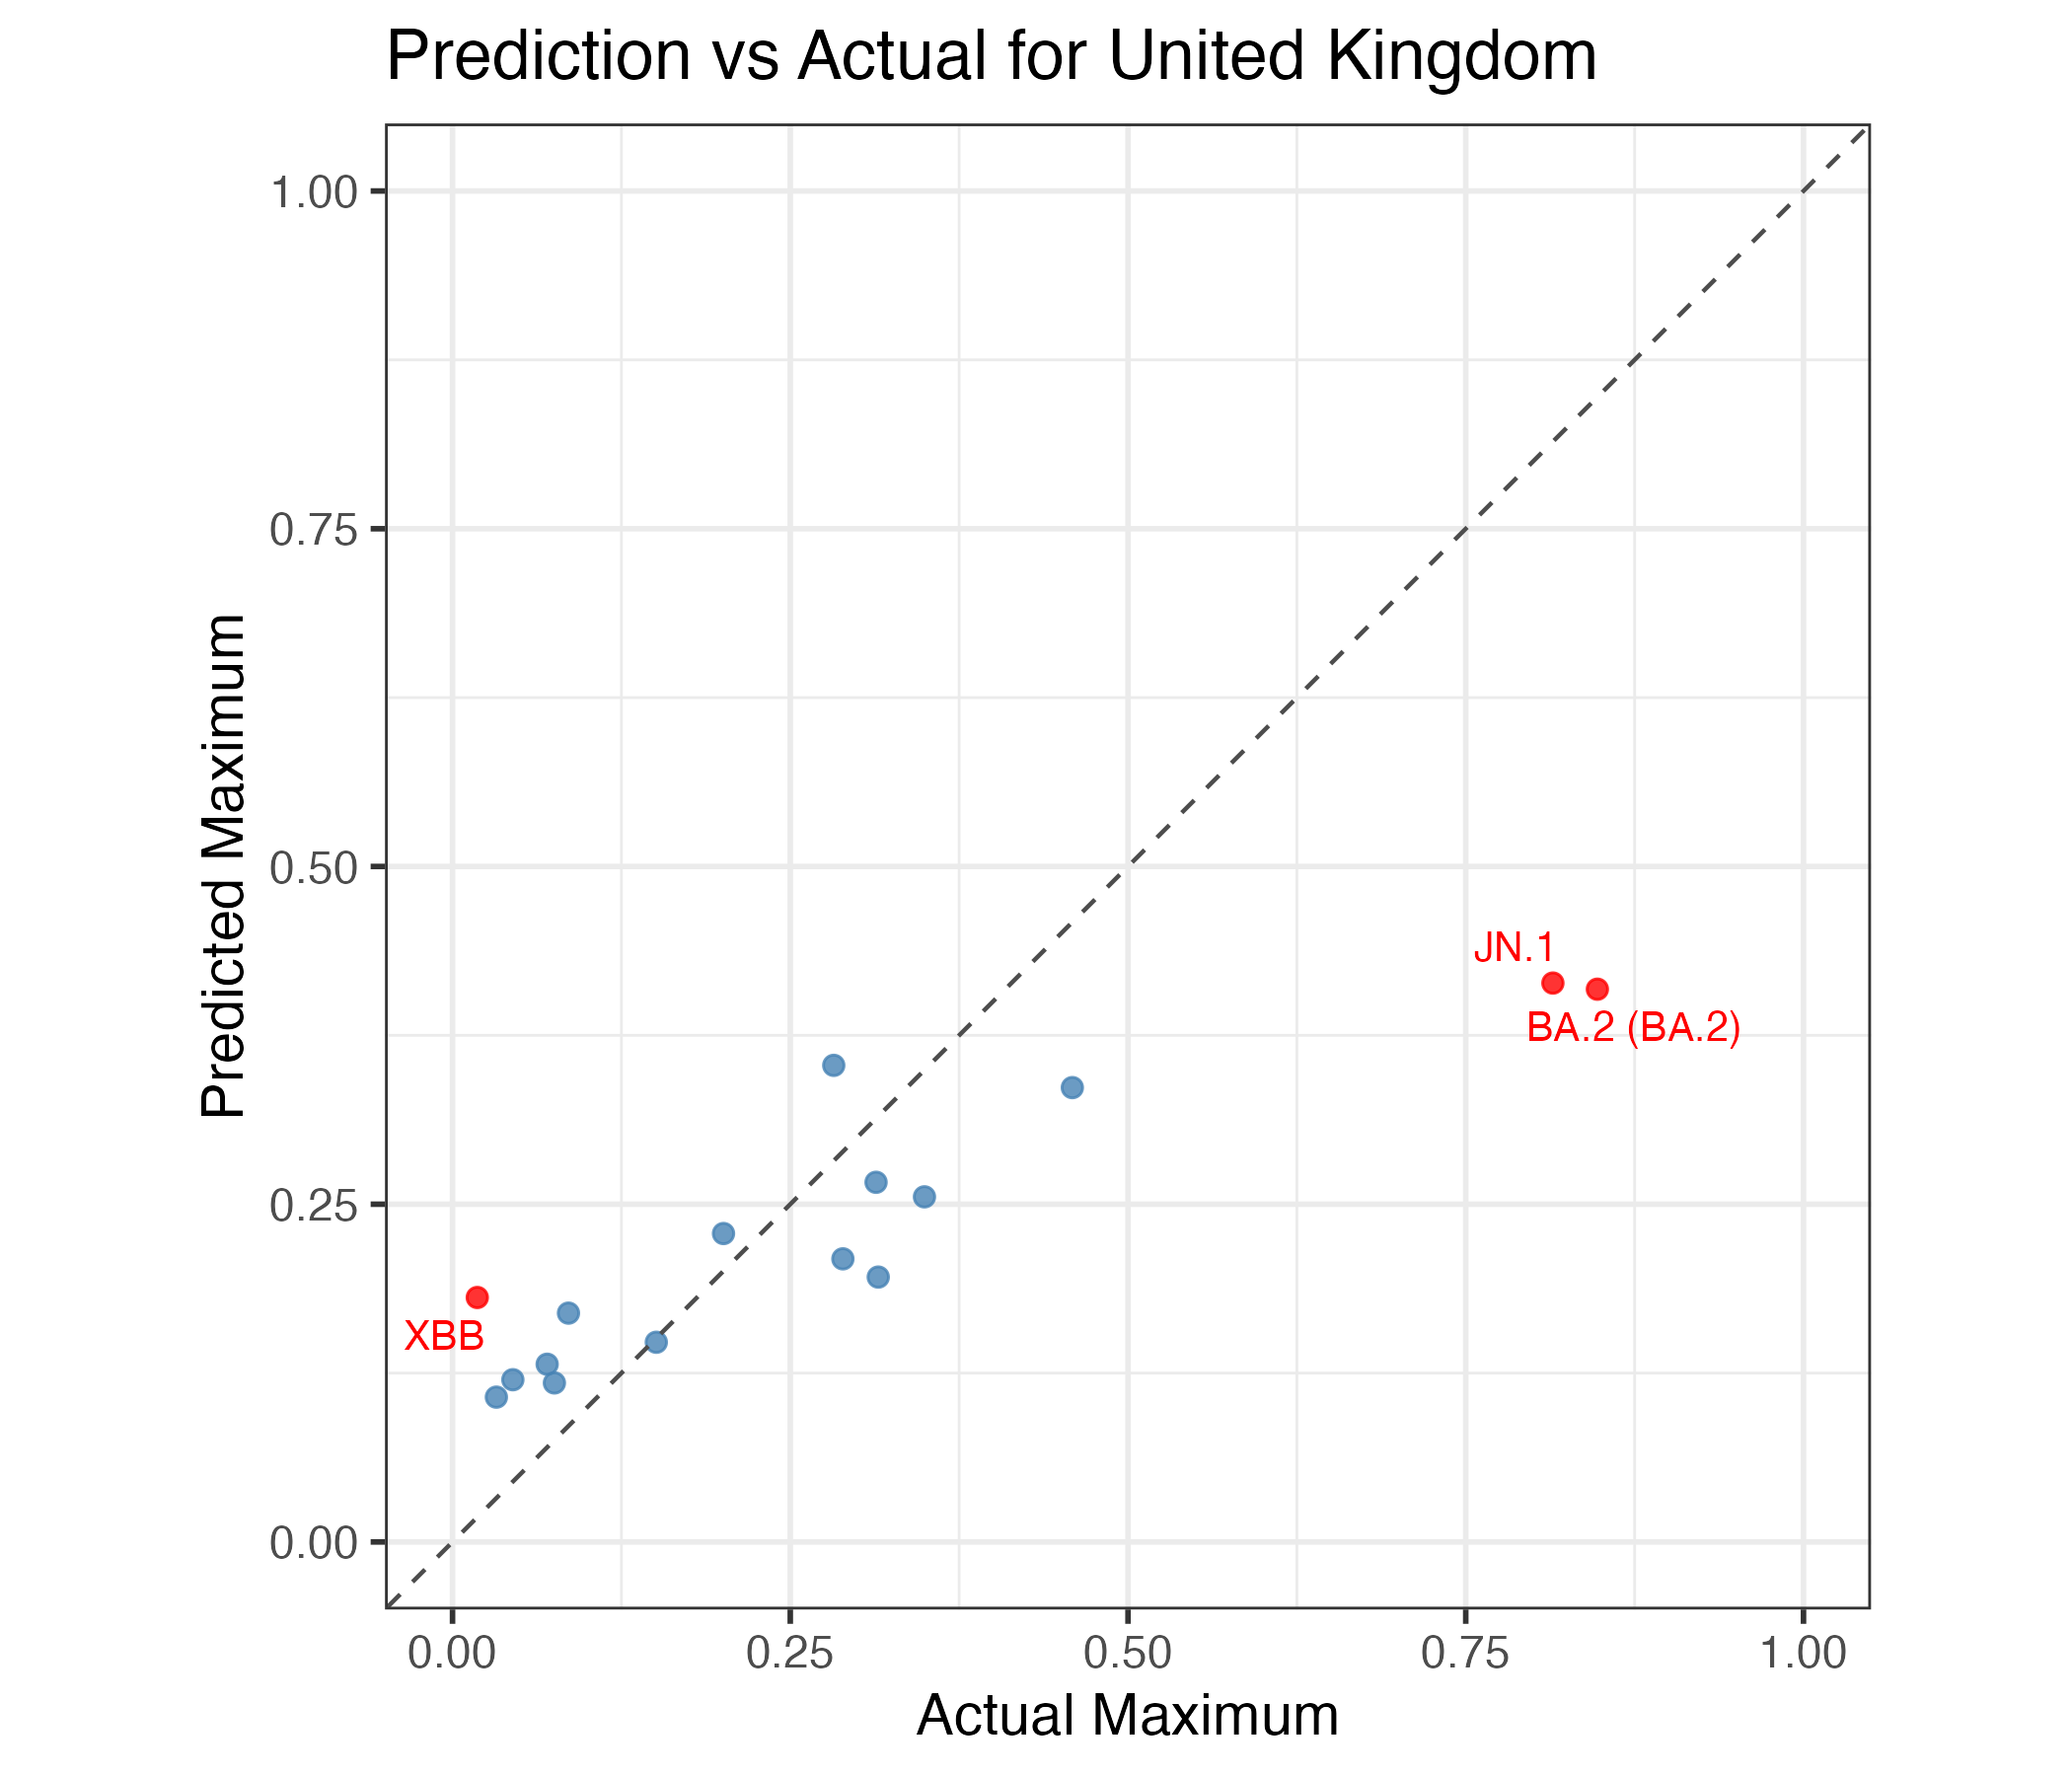 Prediction vs Actual for United Kingdom
Predicted Maximum
1.00
0.75
0.50
0.25
0.00
JN.1
BA.2 (BA.2)
XBB
0.00 0.25 0.50 0.75 1.00
Actual Maximum